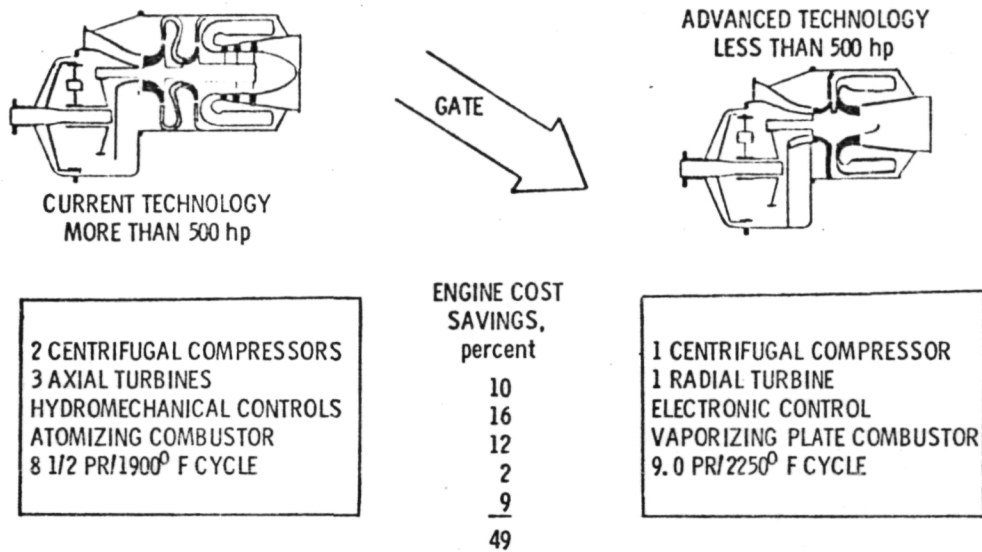 ADVANCED TECHNOLOGY
LESS THAN 500 hp
GATE
CURRENT TECHNOLOGY
MORE THAN 500 hp
ENGINE COST
SAVINGS,
percent
2 CENTRIFUGAL COMPRESSORS
3 AXIAL TURBINES
HYDROMECHANICAL CONTROLS
ATOMIZING COMBUSTOR
8 1/2 PR/1900⁰ F CYCLE
10
16
12
2
9
49
1 CENTRIFUGAL COMPRESSOR
1 RADIAL TURBINE
ELECTRONIC CONTROL
VAPORIZING PLATE COMBUSTOR
9.0 PR/2250⁰ F CYCLE